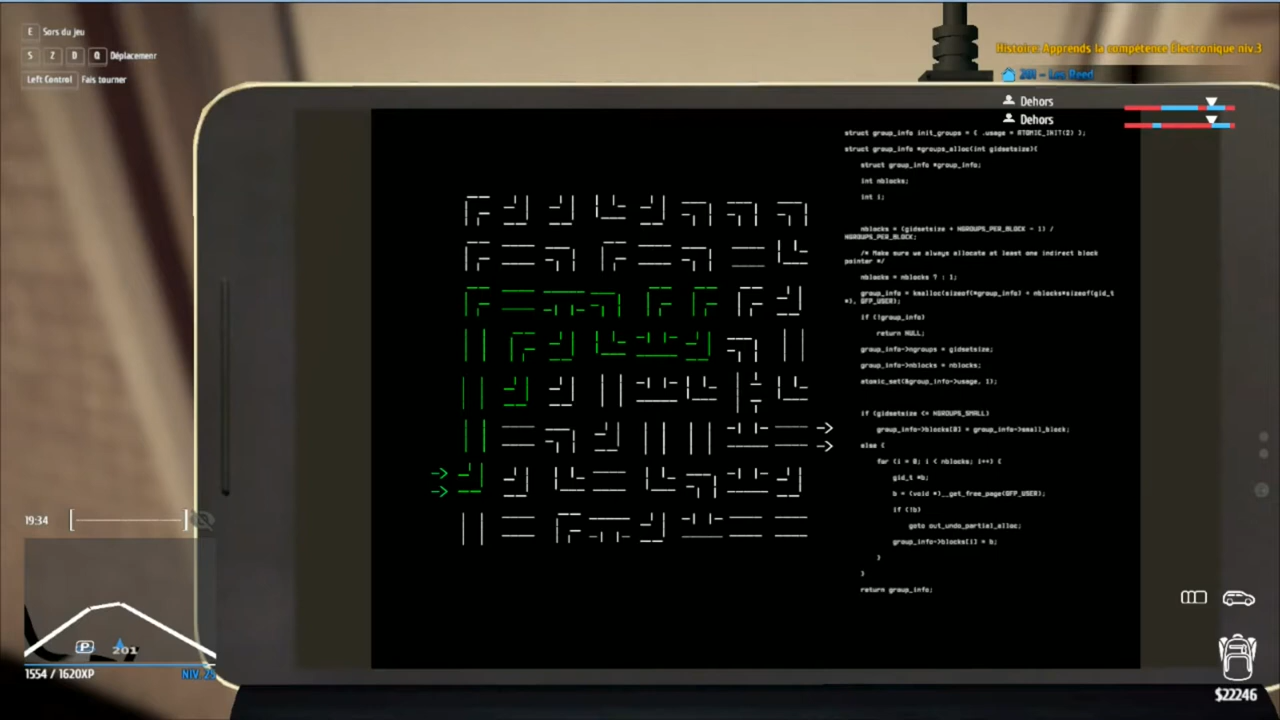 E Sors du jeu
S Z D Q Déplacement
Left Control Fais tourner
Histoire: Apprends la compétence Électronique niv.3
201 - Les Reed
Dehors
Dehors
struct group_info init_groups = { .usage = ATOMIC_INIT(2) };
struct group_info *groups_alloc(int gidsetsize){
struct group_info *group_info;
int nblocks;
int i;
nblocks = (gidsetsize + NGROUPS_PER_BLOCK - 1) /
NGROUPS_PER_BLOCK;
/* Make sure we always allocate at least one indirect block
pointer */
nblocks = nblocks ? : 1;
group_info = kmalloc(sizeof(*group_info) + nblocks*sizeof(gid_t
*), GFP_USER);
if (!group_info)
return NULL;
group_info->ngroups = gidsetsize;
group_info->nblocks = nblocks;
atomic_set(&group_info->usage, 1);
if (gidsetsize <= NGROUPS_SMALL)
group_info->blocks[0] = group_info->small_block;
else {
for (i = 0; i < nblocks; i++) {
gid_t *b;
b = (void *)__get_free_page(GFP_USER);
if (!b)
goto out_undo_partial_alloc;
group_info->blocks[i] = b;
}
}
return group_info;
19:34
P
201
1554 / 1620XP
$22246